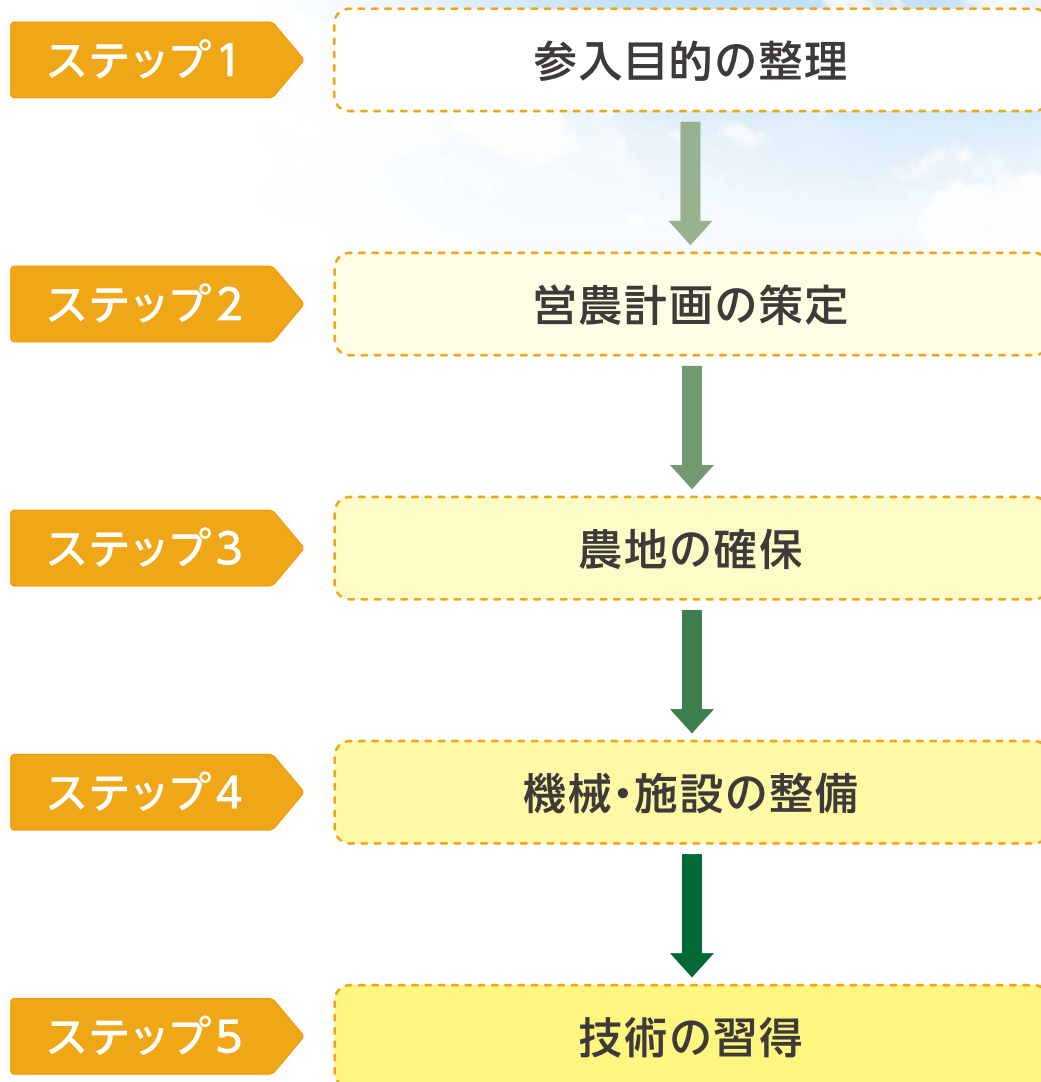 ステップ1
参入目的の整理
ステップ2
営農計画の策定
ステップ3
農地の確保
ステップ4
機械・施設の整備
ステップ5
技術の習得